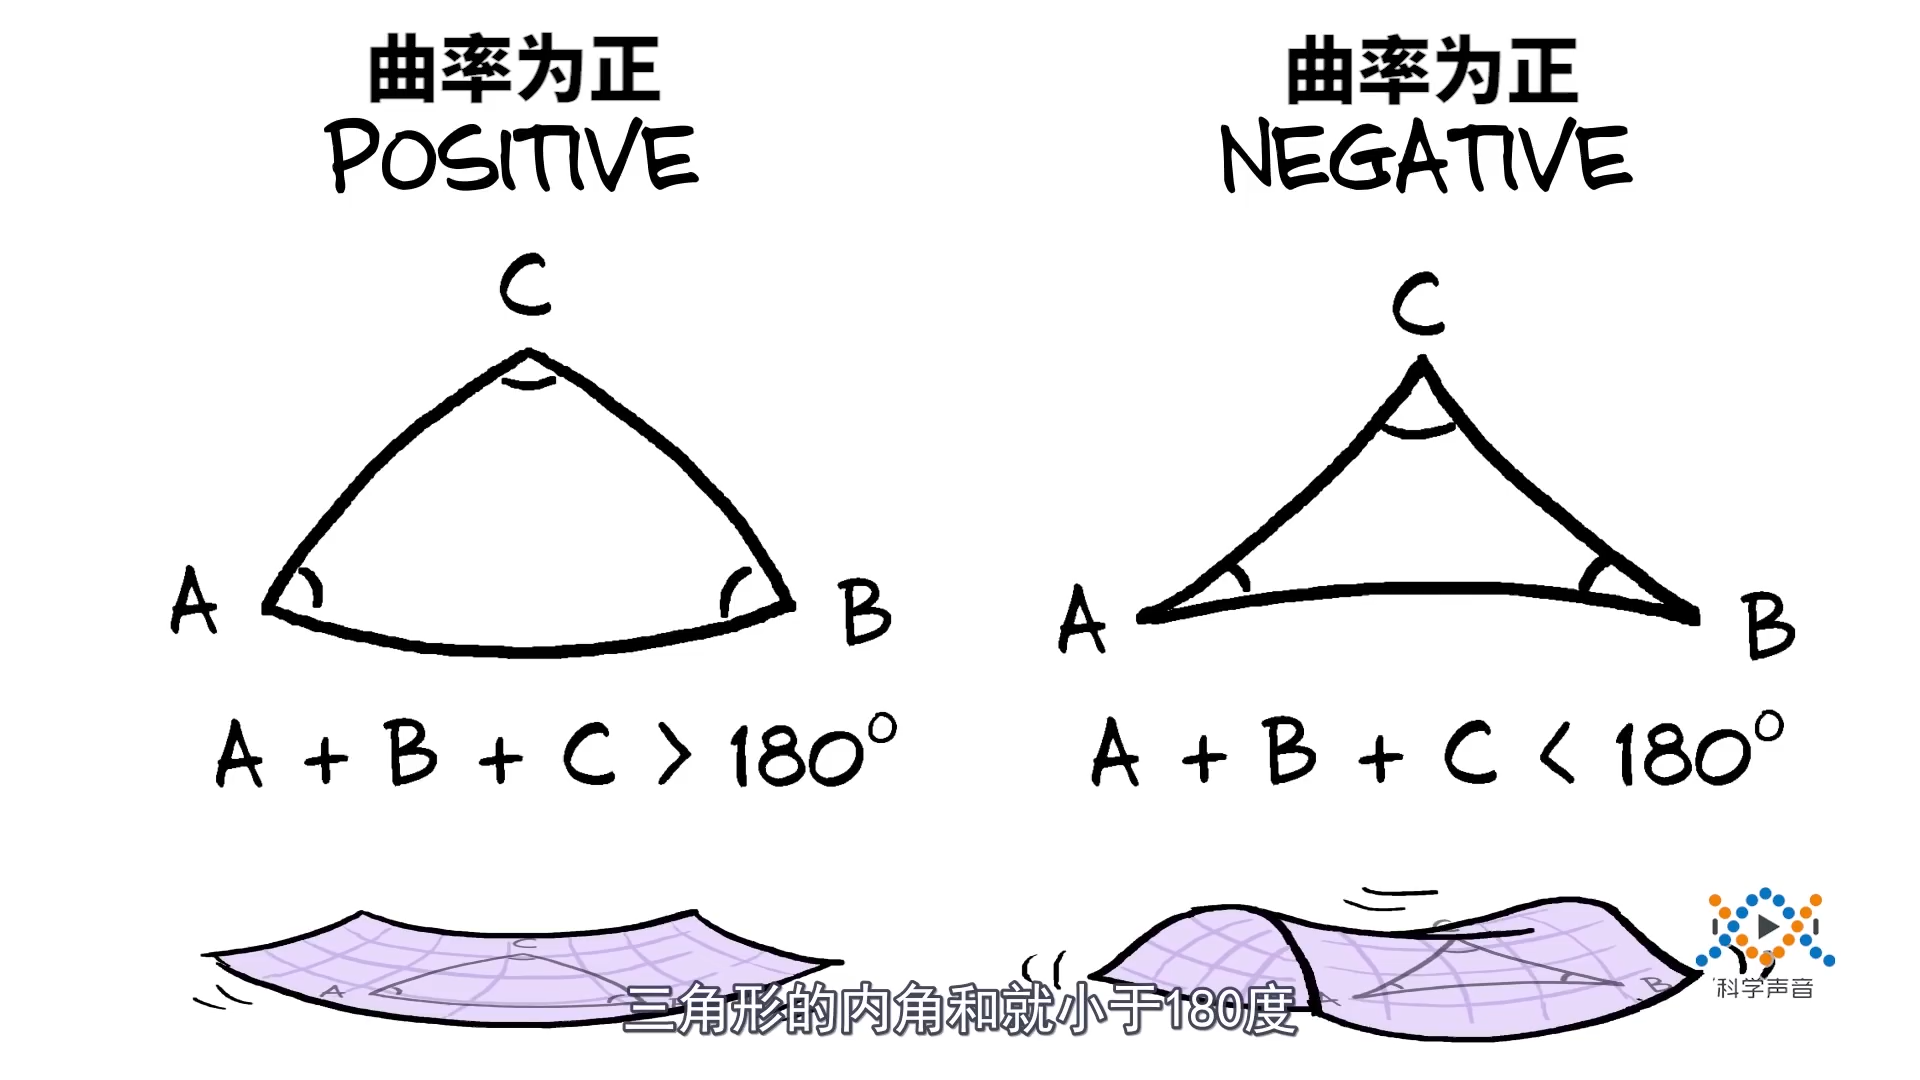 曲率为正
POSITIVE
C
A
B
A + B + C > 180°
曲率为正
NEGATIVE
C
A
B
A + B + C < 180°
C
A
C
A
B
三角形的内角和就小于180度
科学声音